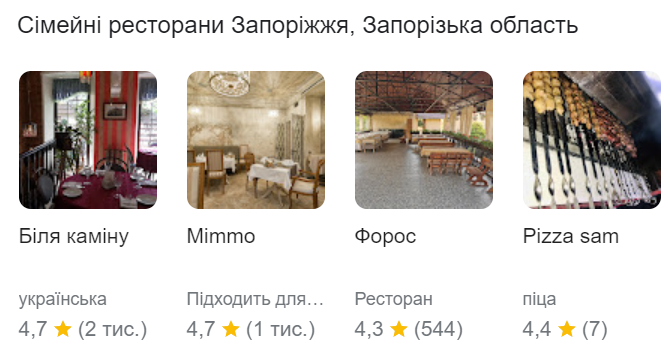 Сімейні ресторани Запоріжжя, Запорізька область
Біля каміну
українська
4,7 (2 тис.)
Mimmo
Підходить для…
4,7 (1 тис.)
Форос
Ресторан
4,3 (544)
Pizza sam
піца
4,4 (7)